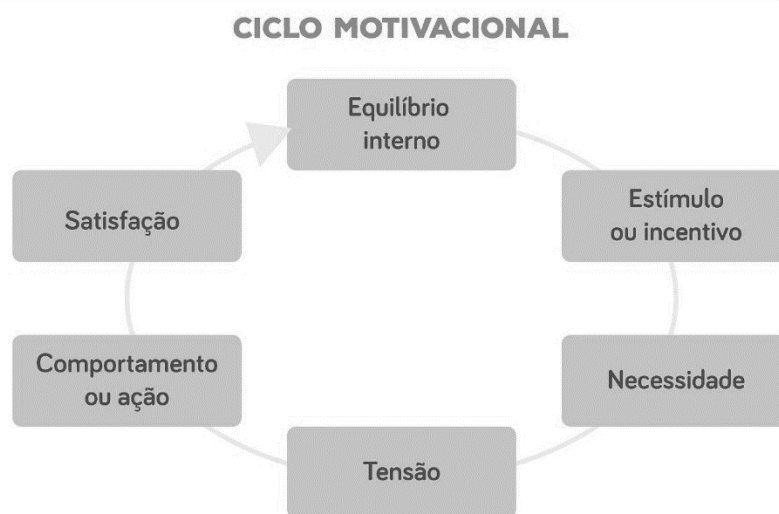 CICLO MOTIVACIONAL
Equilíbrio
interno
Estímulo
ou incentivo
Necessidade
Tensão
Comportamento
ou ação
Satisfação